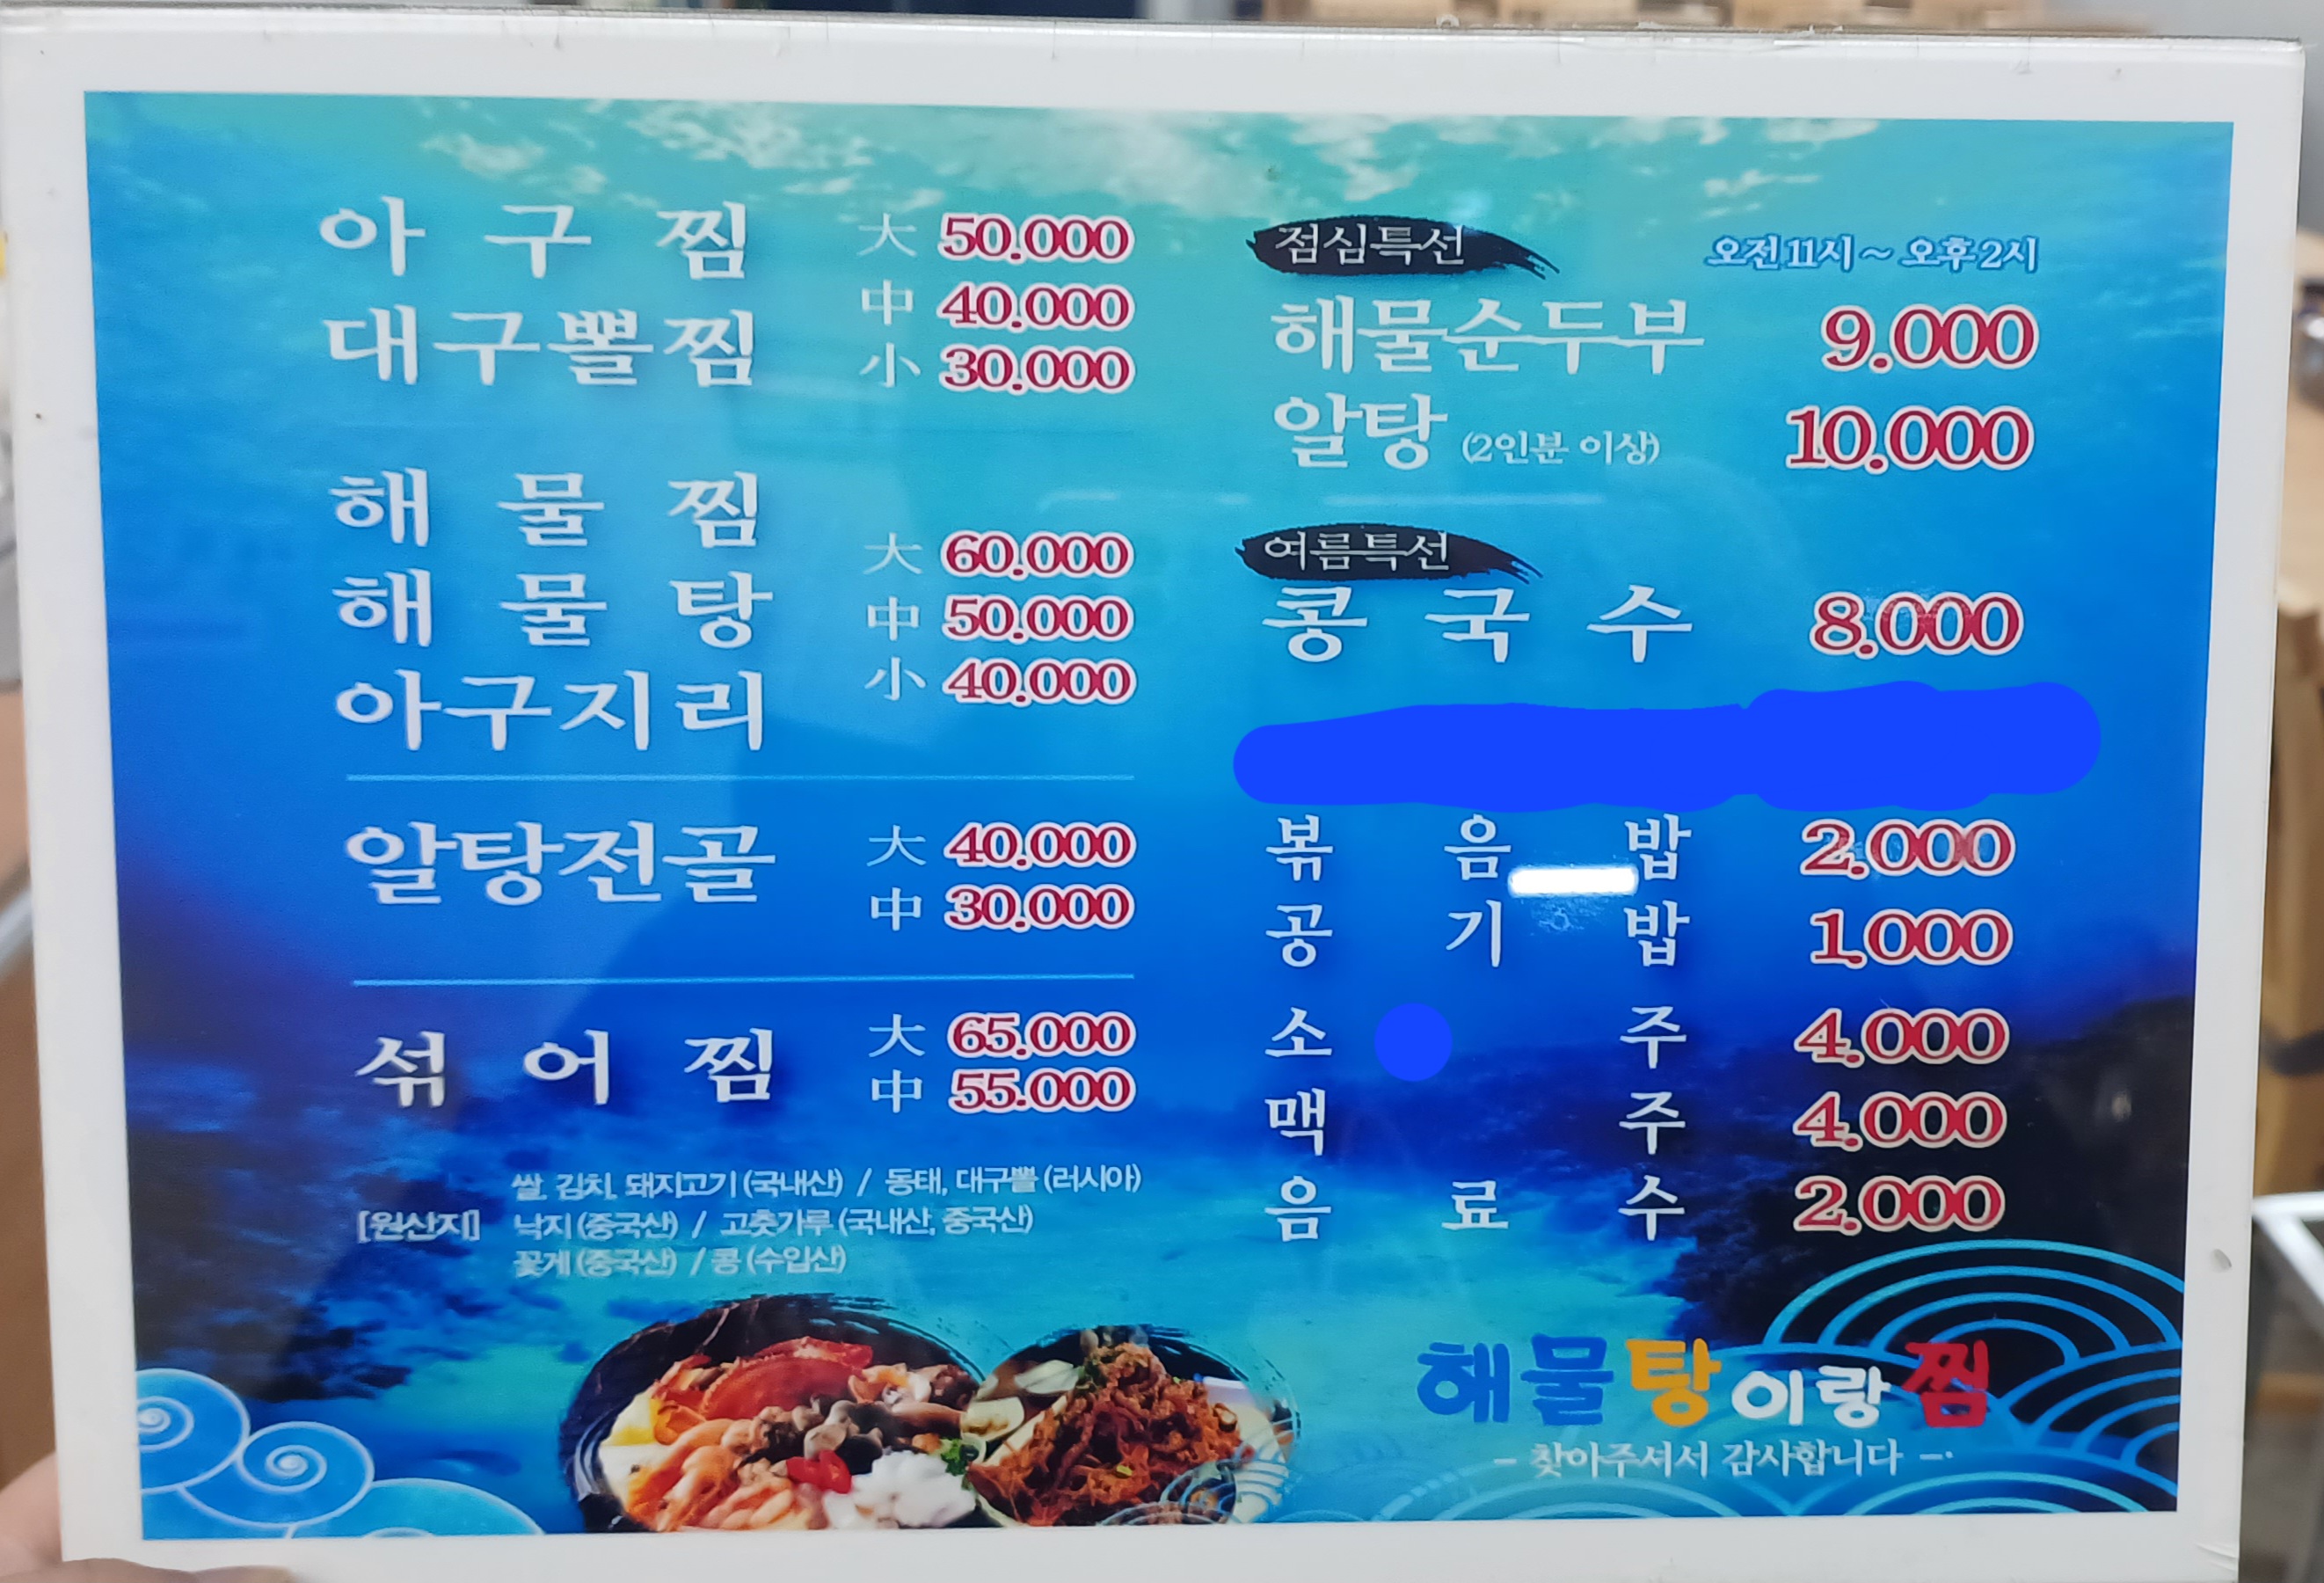 아구찜
대구뽈찜
大 50.000
中 40.000
小 30.000
해물찜
해물탕
아구지리
大 60.000
中 50.000
小 40.000
알탕전골
大 40.000
中 30.000
섞어찜
大 65.000
中 55.000
[원산지]
쌀, 김치, 돼지고기 (국내산) / 동태, 대구뽈 (러시아)
낙지 (중국산) / 고춧가루 (국내산, 중국산)
꽃게 (중국산) / 콩 (수입산)
점심특선 오전 11시 ~ 오후 2시
해물순두부 9.000
알탕 (2인분 이상) 10.000
여름특선
콩국수 8.000
볶음밥 2.000
공기밥 1.000
소주 4.000
맥주 4.000
음료수 2.000
해물탕이랑찜
- 찾아주셔서 감사합니다 -